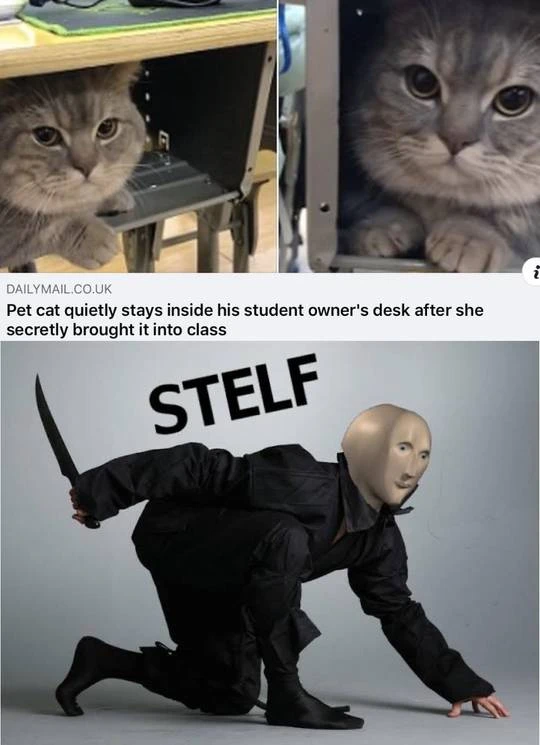 DAILYMAIL.CO.UK
Pet cat quietly stays inside his student owner's desk after she
secretly brought it into class
STELF